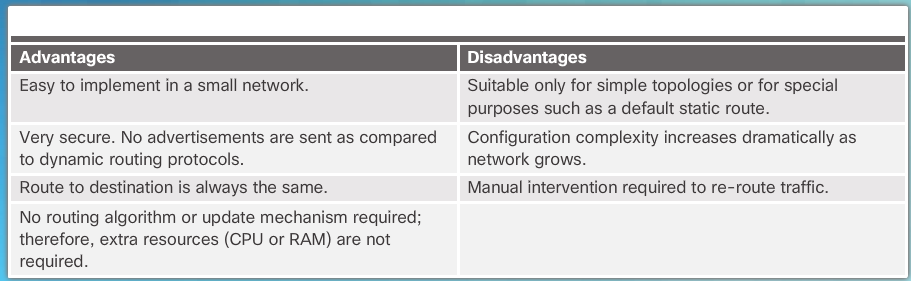 Advantages
Disadvantages
Easy to implement in a small network.
Suitable only for simple topologies or for special
purposes such as a default static route.
Very secure. No advertisements are sent as compared
to dynamic routing protocols.
Configuration complexity increases dramatically as
network grows.
Route to destination is always the same.
Manual intervention required to re-route traffic.
No routing algorithm or update mechanism required;
therefore, extra resources (CPU or RAM) are not
required.